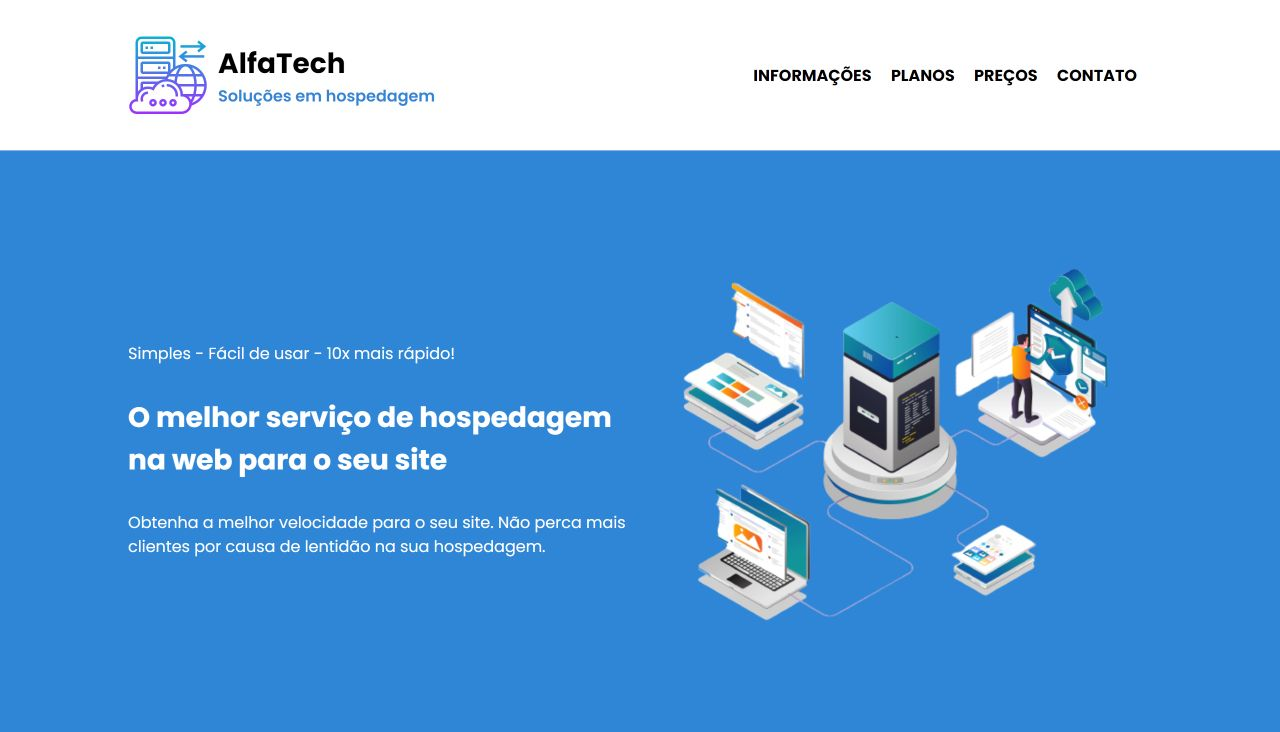 AlfaTech
Soluções em hospedagem
INFORMAÇÕES PLANOS PREÇOS CONTATO
Simples - Fácil de usar - 10x mais rápido!
O melhor serviço de hospedagem
na web para o seu site
Obtenha a melhor velocidade para o seu site. Não perca mais
clientes por causa de lentidão na sua hospedagem.